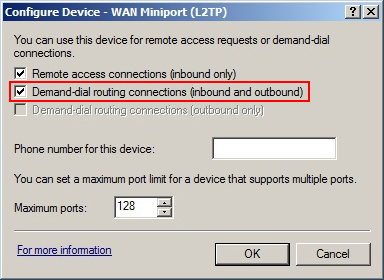 Configure Device - WAN Miniport (L2TP)
You can use this device for remote access requests or demand-dial
connections.
Remote access connections (inbound only)
Demand-dial routing connections (inbound and outbound)
Demand-dial routing connections (outbound only)
Phone number for this device:
You can set a maximum port limit for a device that supports multiple ports.
Maximum ports: 128
For more information
OK Cancel